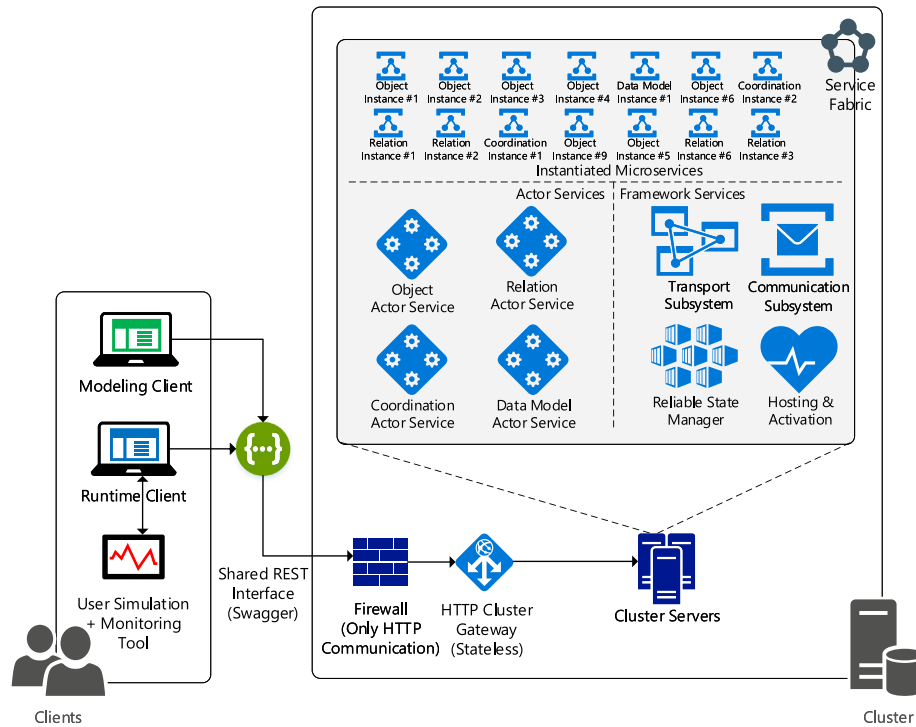 Service
Fabric
Object
Instance #1
Object
Instance #2
Object
Instance #3
Object
Instance #4
Data Model
Instance #1
Object
Instance #6
Coordination
Instance #2
Relation
Instance #1
Relation
Instance #2
Coordination
Instance #1
Object
Instance #9
Object
Instance #5
Relation
Instance #6
Relation
Instance #3
Instantiated Microservices
Actor Services
Framework Services
Object
Actor Service
Relation
Actor Service
Transport
Subsystem
Communication
Subsystem
Coordination
Actor Service
Data Model
Actor Service
Reliable State
Manager
Hosting &
Activation
Modeling Client
Runtime Client
{...}
User Simulation
+ Monitoring
Tool
Shared REST
Interface
(Swagger)
Firewall
(Only HTTP
Communication)
HTTP Cluster
Gateway
(Stateless)
Cluster Servers
Clients
Cluster